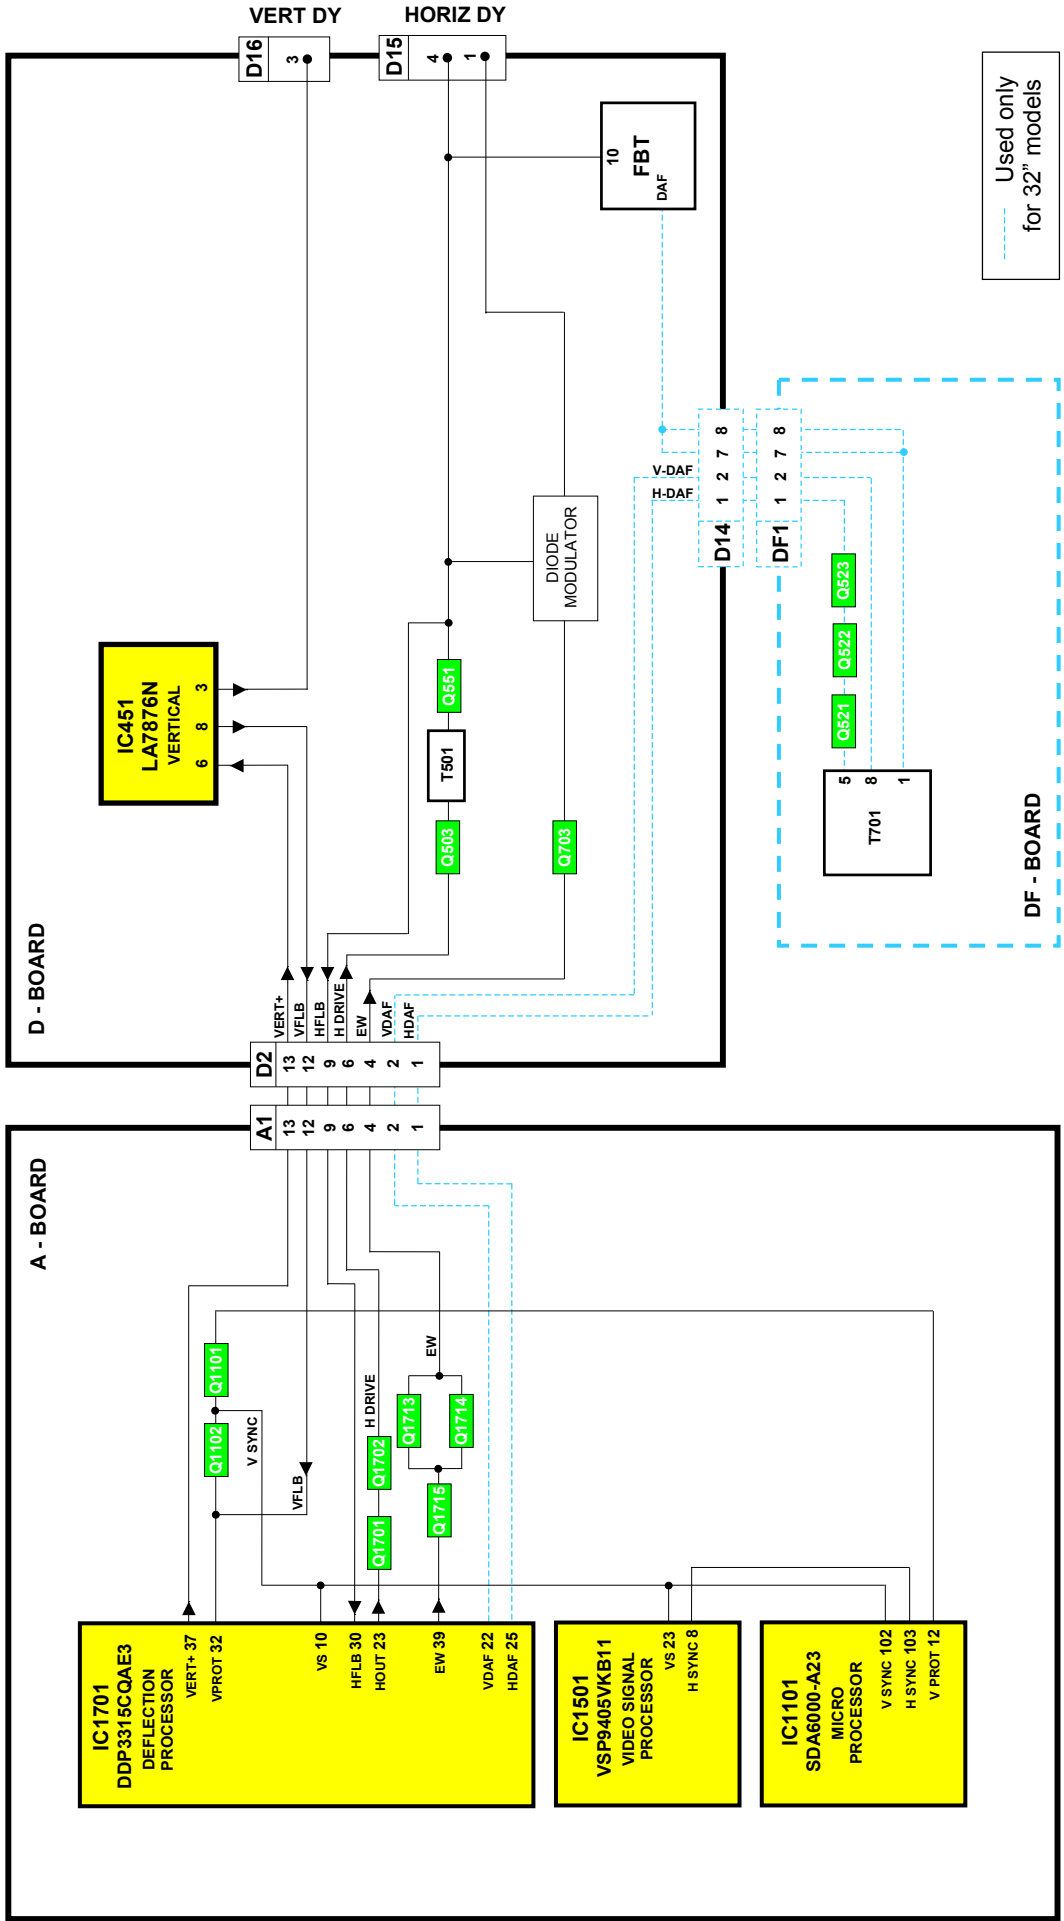 VERT DY
HORIZ DY
D16
3
D15
4
1
D - BOARD
IC451
LA7876N
VERTICAL
6
8
3
10
FBT
DAF
Used only
for 32” models
Q503
T501
Q551
Q703
DIODE
MODULATOR
VERT+
VFLB
HFLB
H DRIVE
EW
VDAF
HDAF
V-DAF
H-DAF
D14
1
2
7
8
DF1
1
2
7
8
Q521
Q522
Q523
T701
5
8
1
DF - BOARD
D2
13
12
9
6
4
2
1
A1
13
12
9
6
4
2
1
A - BOARD
Q1102
Q1101
V SYNC
VFLB
H DRIVE
Q1701
Q1702
Q1715
Q1713
Q1714
EW
IC1701
DDP3315CQAE3
DEFLECTION
PROCESSOR
VERT+ 37
VPROT 32
VS 10
HFLB 30
HOUT 23
EW 39
VDAF 22
HDAF 25
IC1501
VSP9405VKB11
VIDEO SIGNAL
PROCESSOR
VS 23
H SYNC 8
IC1101
SDA6000-A23
MICRO
PROCESSOR
V SYNC 102
H SYNC 103
V PROT 12